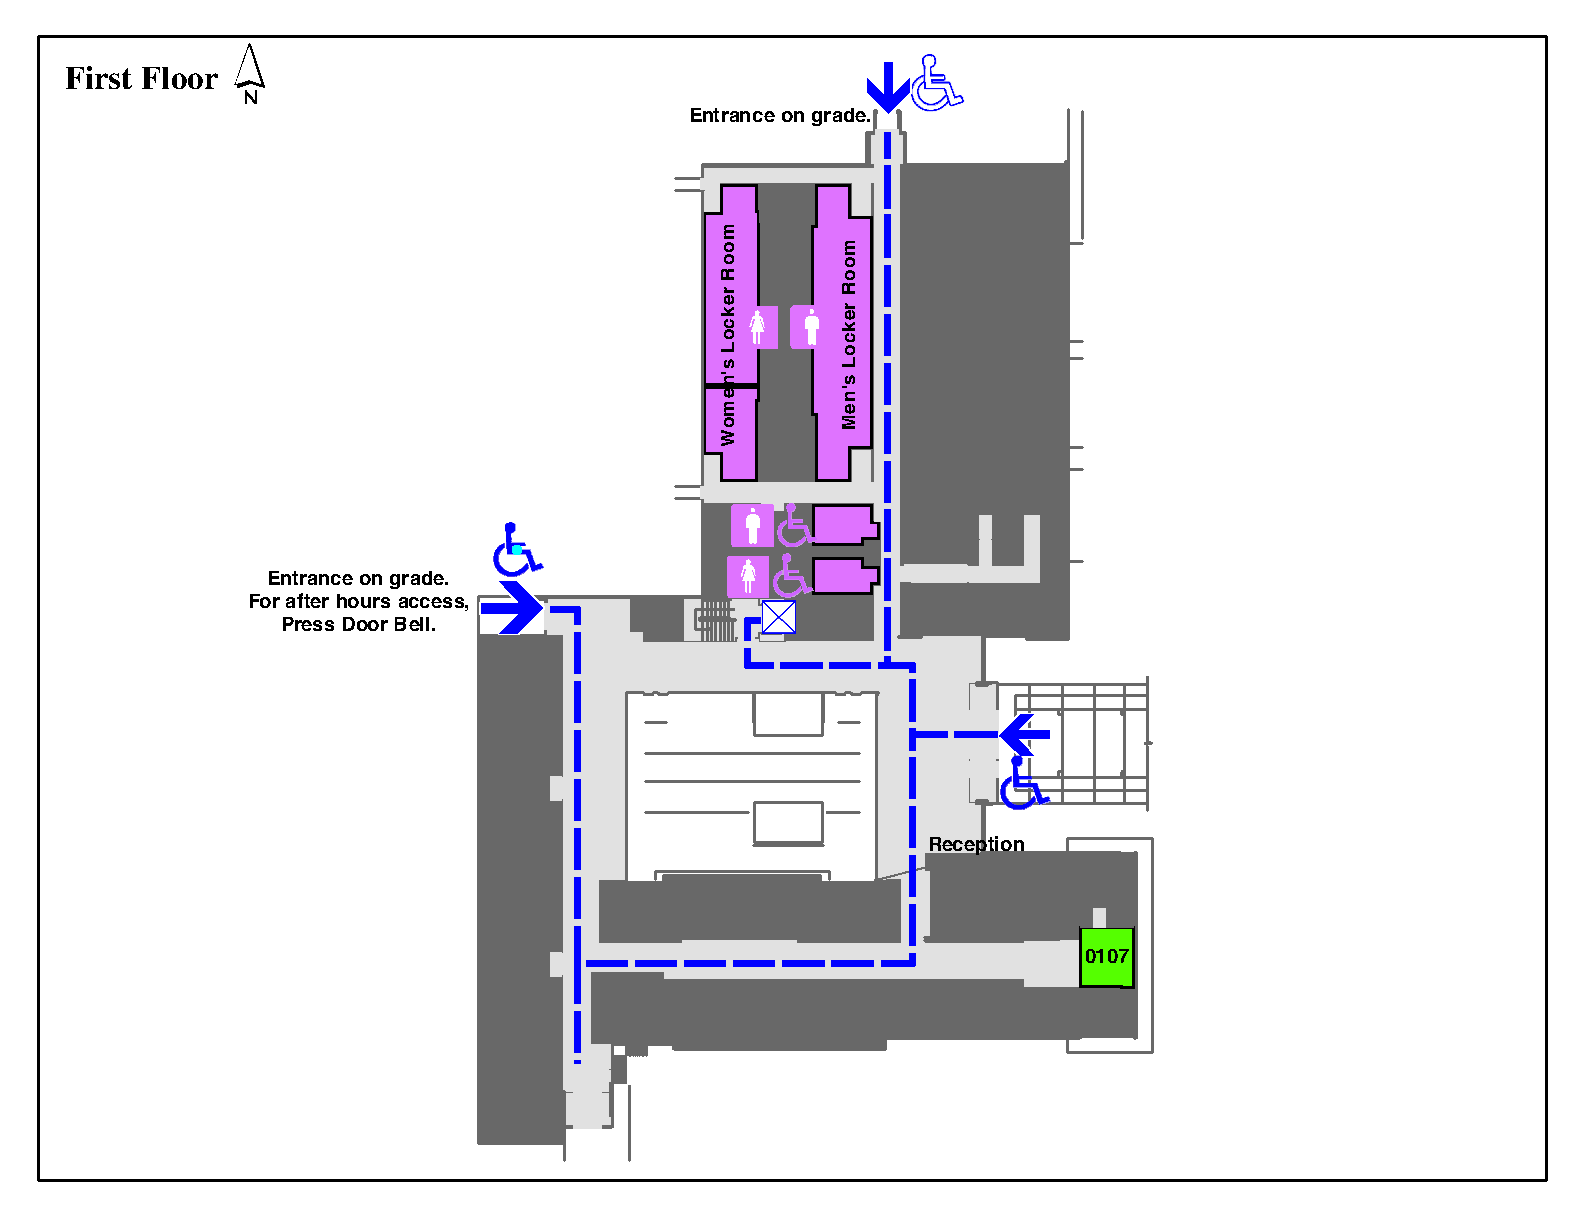 First Floor
N
Entrance on grade.
Women's Locker Room
Men's Locker Room
Entrance on grade.
For after hours access,
Press Door Bell.
Reception
0107